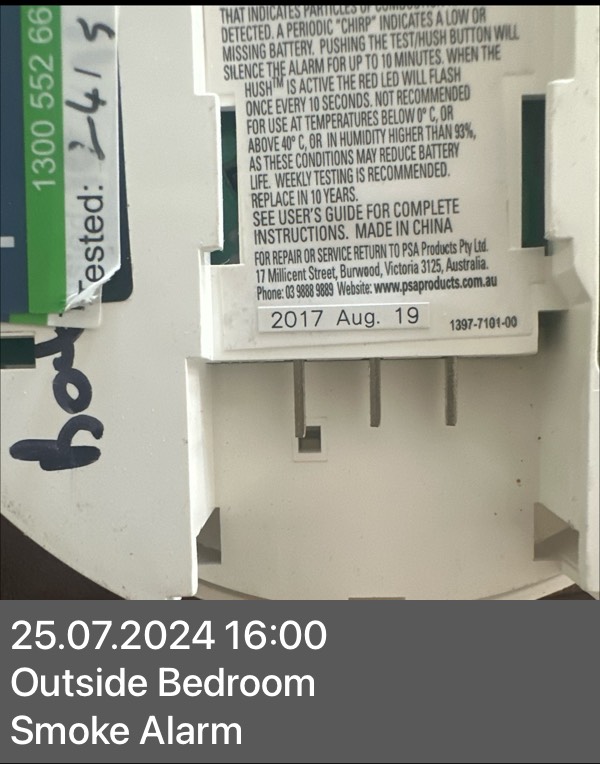 THAT INDICATES PARTICLES OF COMBUSTION
DETECTED. A PERIODIC "CHIRP" INDICATES A LOW OR
MISSING BATTERY. PUSHING THE TEST/HUSH BUTTON WILL
SILENCE THE ALARM FOR UP TO 10 MINUTES. WHEN THE
HUSH™ IS ACTIVE THE RED LED WILL FLASH
ONCE EVERY 10 SECONDS. NOT RECOMMENDED
FOR USE AT TEMPERATURES BELOW 0° C, OR
ABOVE 40° C, OR IN HUMIDITY HIGHER THAN 93%,
AS THESE CONDITIONS MAY REDUCE BATTERY
LIFE. WEEKLY TESTING IS RECOMMENDED.
REPLACE IN 10 YEARS.
SEE USER'S GUIDE FOR COMPLETE
INSTRUCTIONS. MADE IN CHINA
FOR REPAIR OR SERVICE RETURN TO PSA Products Pty Ltd.
17 Millicent Street, Burwood, Victoria 3125, Australia.
Phone: 03 9888 9889 Website: www.psaproducts.com.au
2017 Aug. 19
1397-7101-00
1300 552 66
Tested:
25.07.2024 16:00
Outside Bedroom
Smoke Alarm